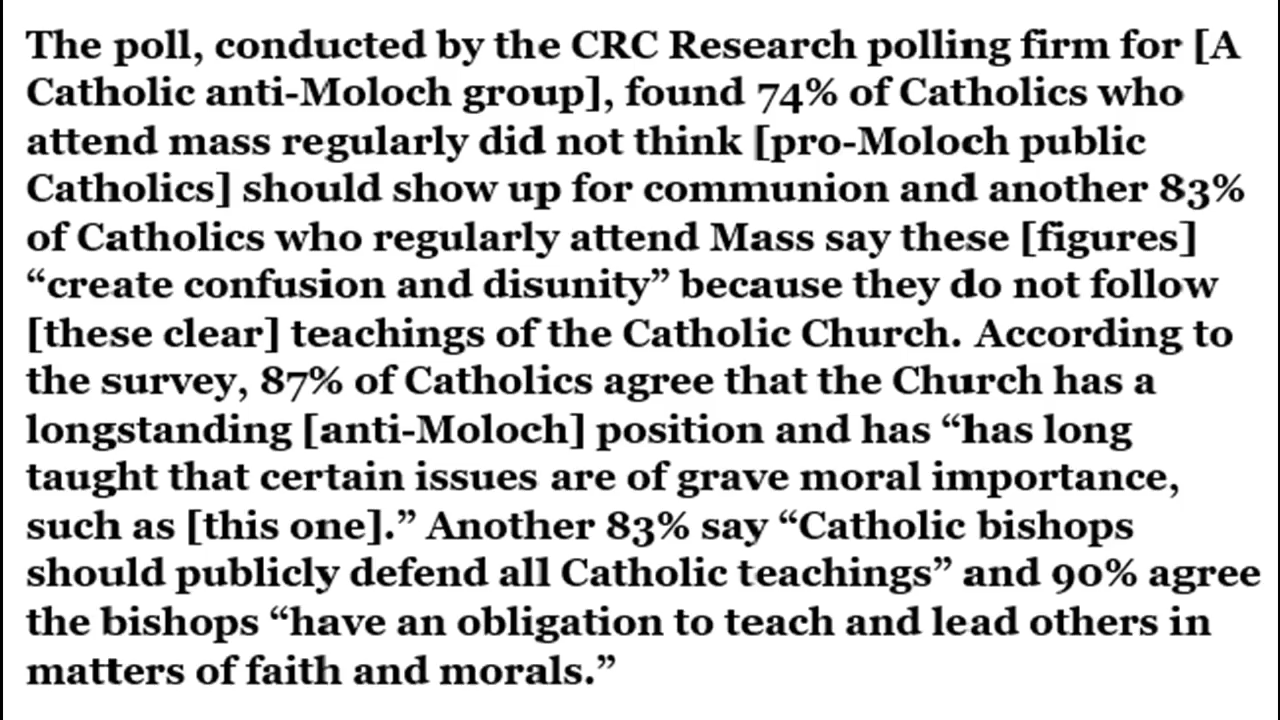 The poll, conducted by the CRC Research polling firm for [A
Catholic anti-Moloch group], found 74% of Catholics who
attend mass regularly did not think [pro-Moloch public
Catholics] should show up for communion and another 83%
of Catholics who regularly attend Mass say these [figures]
“create confusion and disunity” because they do not follow
[these clear] teachings of the Catholic Church. According to
the survey, 87% of Catholics agree that the Church has a
longstanding [anti-Moloch] position and has “has long
taught that certain issues are of grave moral importance,
such as [this one].” Another 83% say “Catholic bishops
should publicly defend all Catholic teachings” and 90% agree
the bishops “have an obligation to teach and lead others in
matters of faith and morals.”